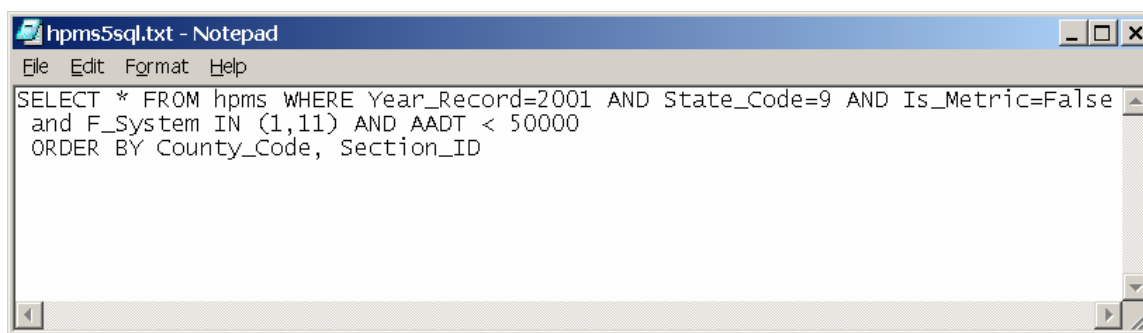 hpms5sql.txt - Notepad
File Edit Format Help
SELECT * FROM hpms WHERE Year_Record=2001 AND State_Code=9 AND Is_Metric=False
and F_System IN (1,11) AND AADT < 50000
ORDER BY County_Code, Section_ID